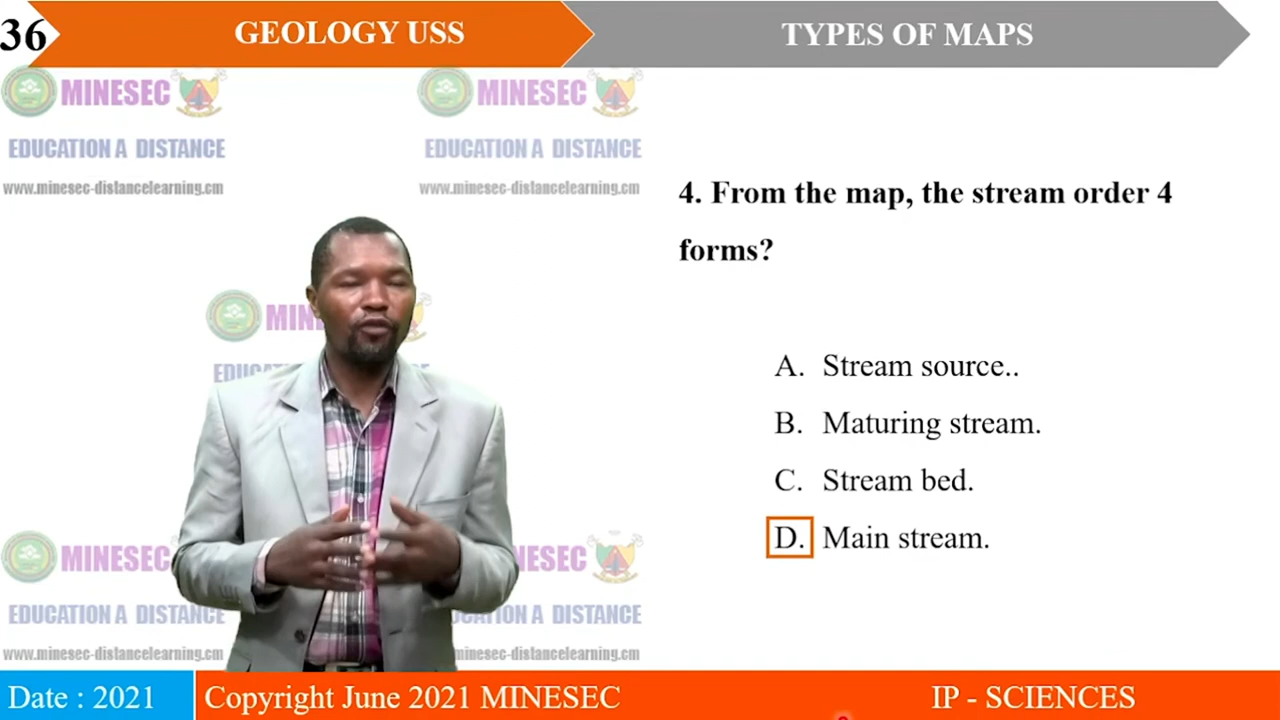 36
GEOLOGY USS
TYPES OF MAPS
MINESEC
MINESEC
EDUCATION A DISTANCE
EDUCATION A DISTANCE
www.minesec-distancelearning.cm
www.minesec-distancelearning.cm
4. From the map, the stream order 4
forms?
A. Stream source..
B. Maturing stream.
C. Stream bed.
D. Main stream.
MINESEC
EDUCATION A DISTANCE
DISTANCE
www.minesec-distancelearning.cm
minesec-distancelearning.cm
Date : 2021
Copyright June 2021 MINESEC
IP - SCIENCES